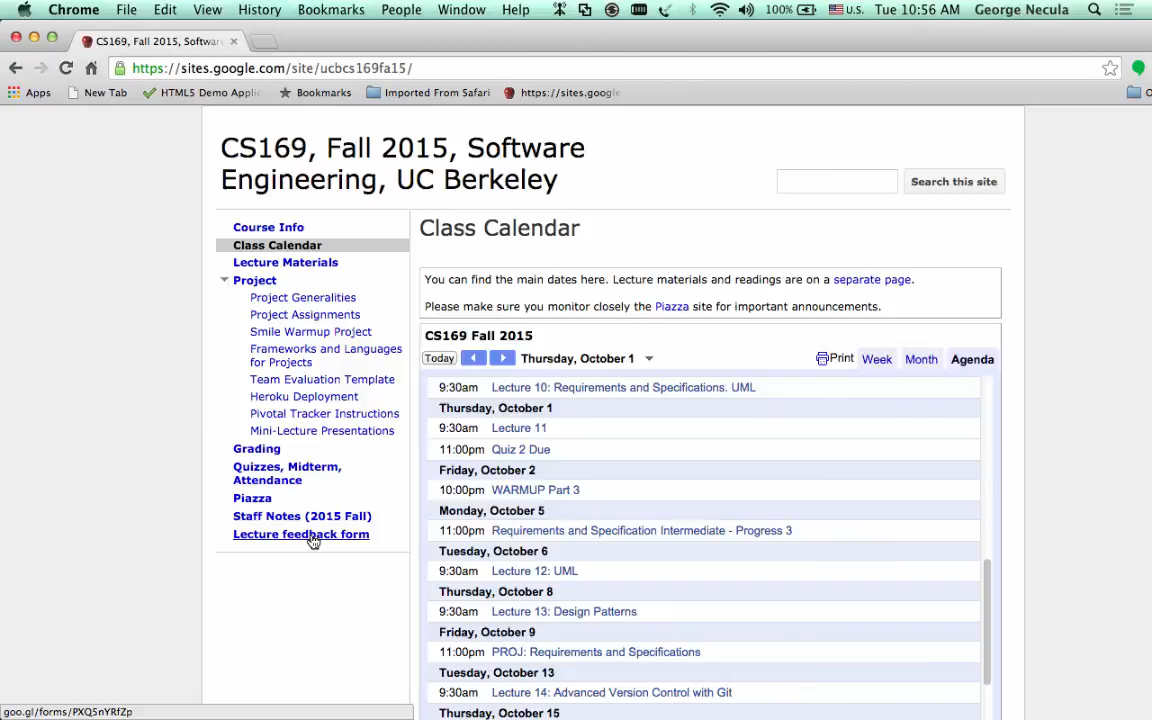 Chrome File Edit View History Bookmarks People Window Help 100% U.S. Tue 10:56 AM George Necula
CS169, Fall 2015, Softwar
https://sites.google.com/site/ucbcs169fa15/
Apps New Tab HTML5 Demo Applic Bookmarks Imported From Safari https://sites.google O
CS169, Fall 2015, Software
Engineering, UC Berkeley
Search this site
Course Info
Class Calendar
Lecture Materials
Project
Project Generalities
Project Assignments
Smile Warmup Project
Frameworks and Languages
for Projects
Team Evaluation Template
Heroku Deployment
Pivotal Tracker Instructions
Mini-Lecture Presentations
Grading
Quizzes, Midterm,
Attendance
Piazza
Staff Notes (2015 Fall)
Lecture feedback form
Class Calendar
You can find the main dates here. Lecture materials and readings are on a separate page.
Please make sure you monitor closely the Piazza site for important announcements.
CS169 Fall 2015
Today Thursday, October 1 Print Week Month Agenda
9:30am Lecture 10: Requirements and Specifications. UML
Thursday, October 1
9:30am Lecture 11
11:00pm Quiz 2 Due
Friday, October 2
10:00pm WARMUP Part 3
Monday, October 5
11:00pm Requirements and Specification Intermediate - Progress 3
Tuesday, October 6
9:30am Lecture 12: UML
Thursday, October 8
9:30am Lecture 13: Design Patterns
Friday, October 9
11:00pm PROJ: Requirements and Specifications
Tuesday, October 13
9:30am Lecture 14: Advanced Version Control with Git
Thursday, October 15
goo.gl/forms/PXQ5nYRfZp